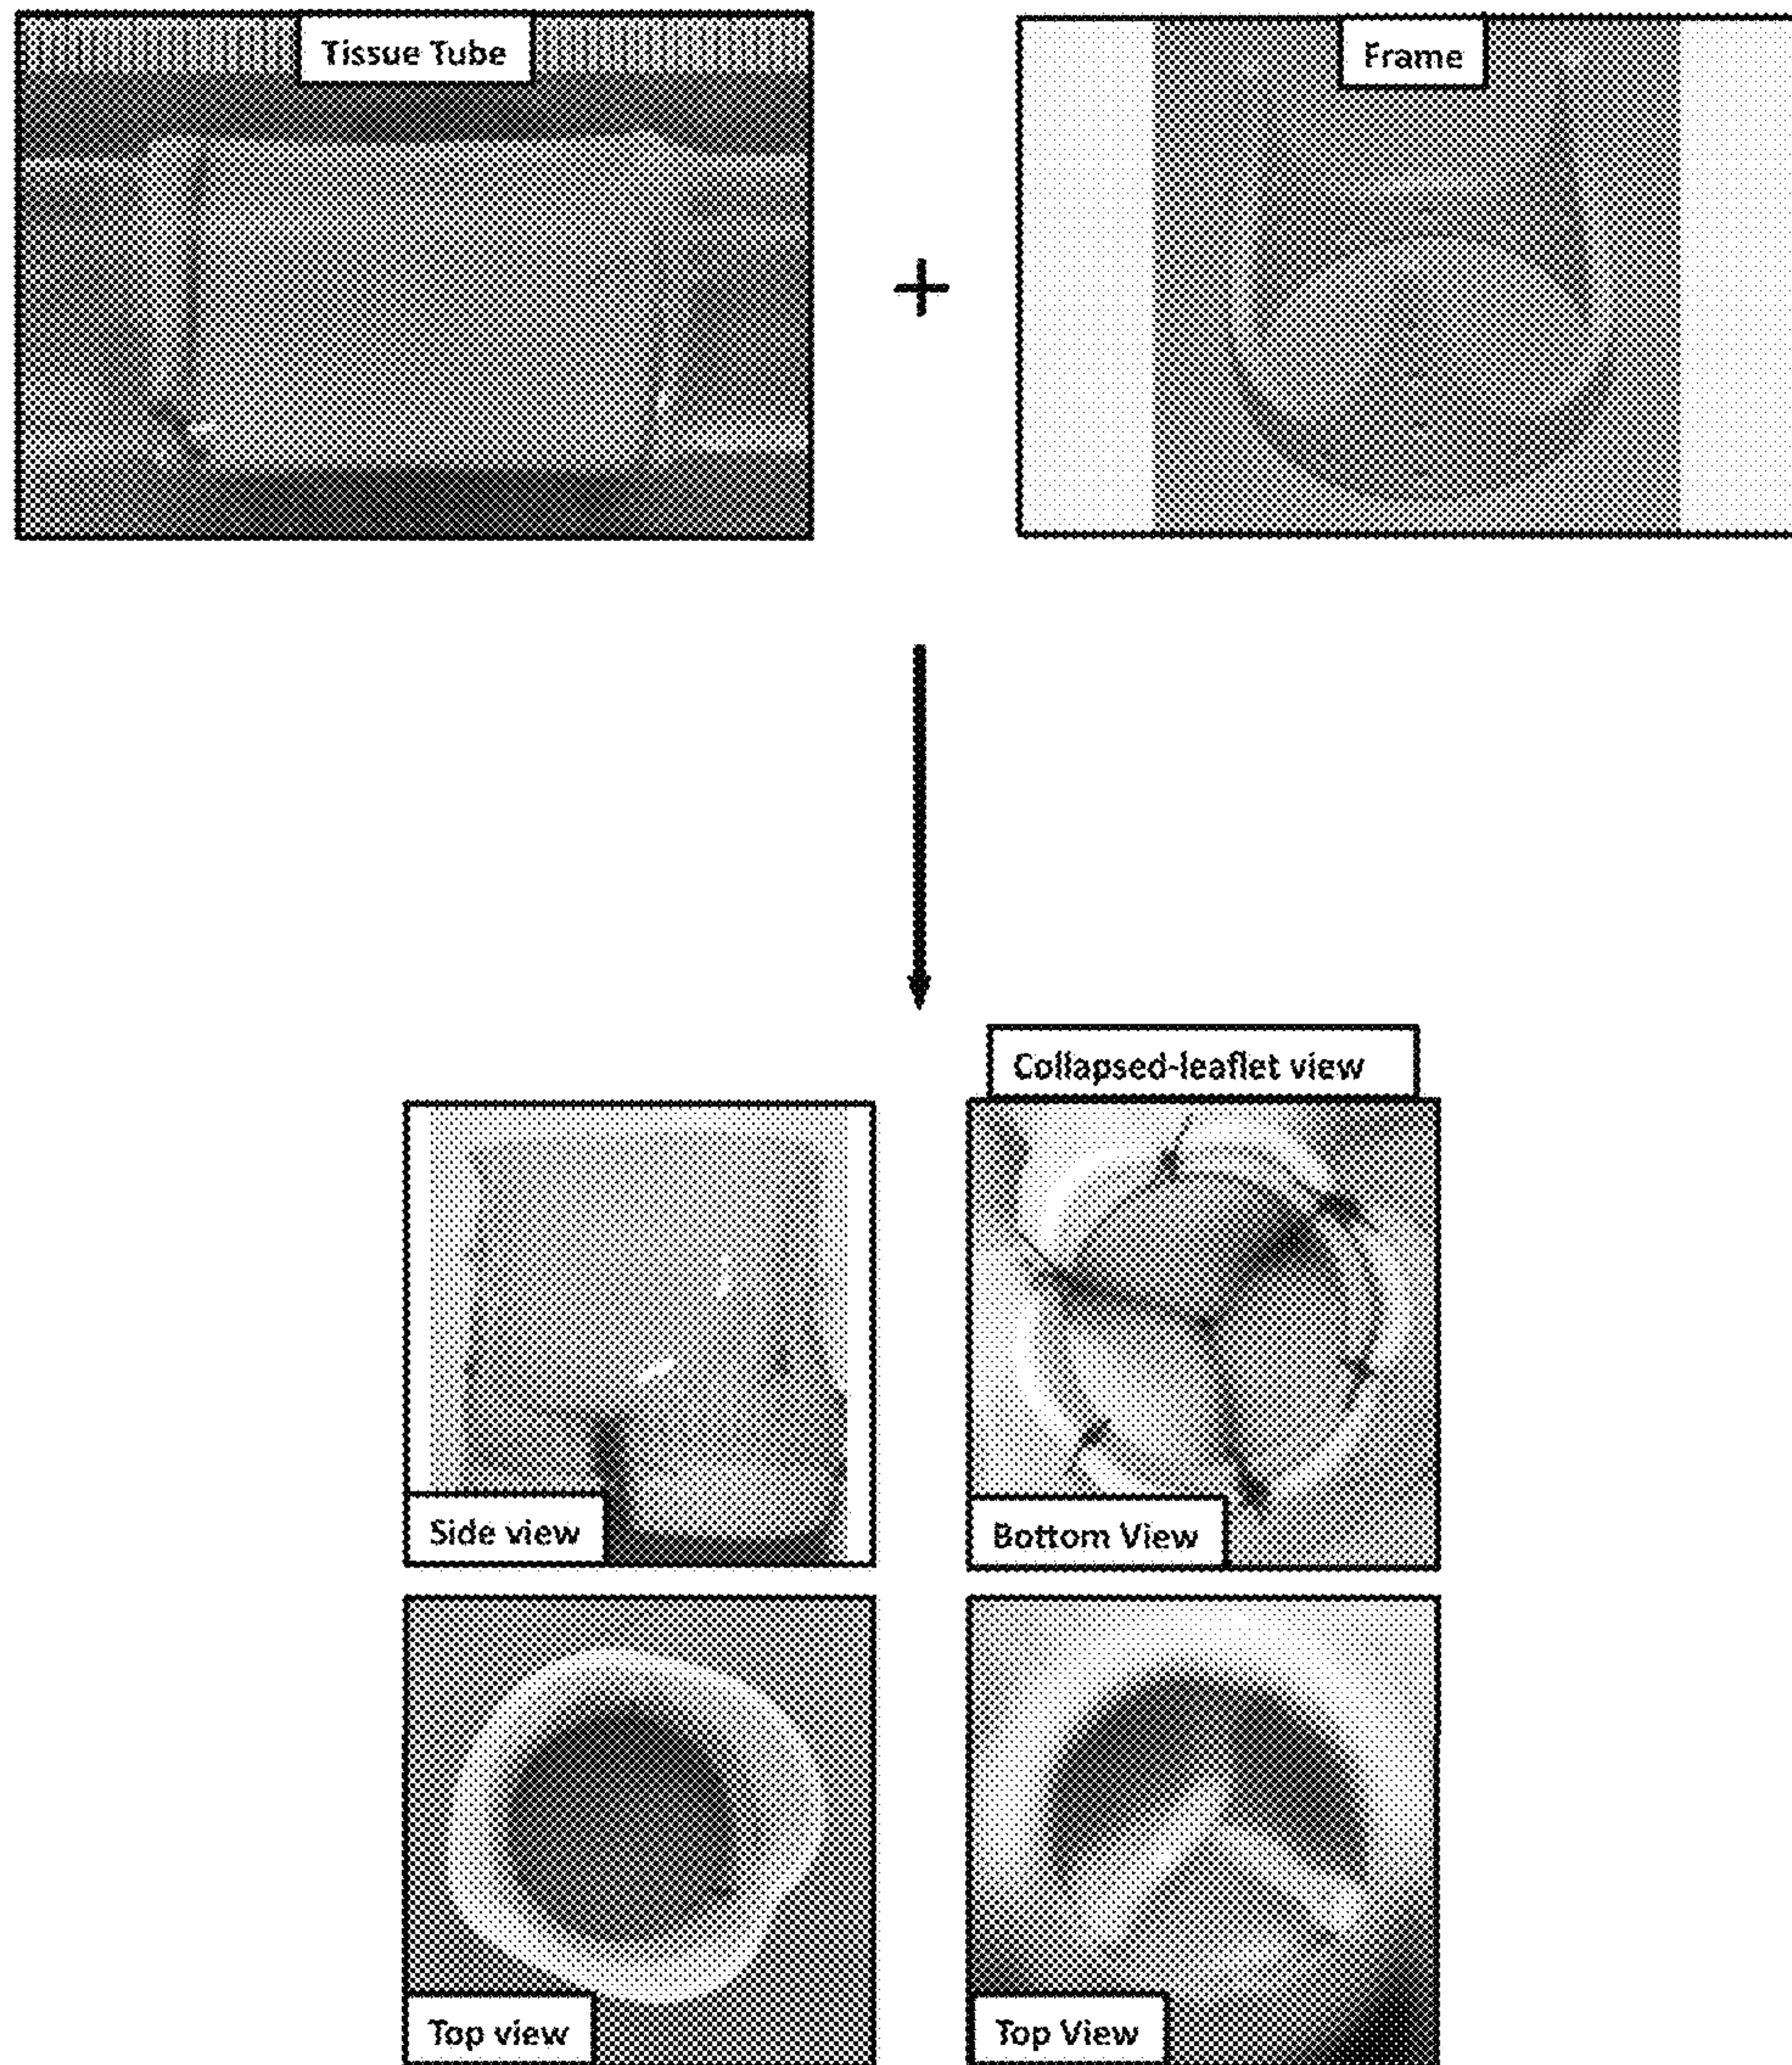 Tissue Tube
Frame
+
Collapsed-leaflet view
Side view
Bottom View
Top view
Top View